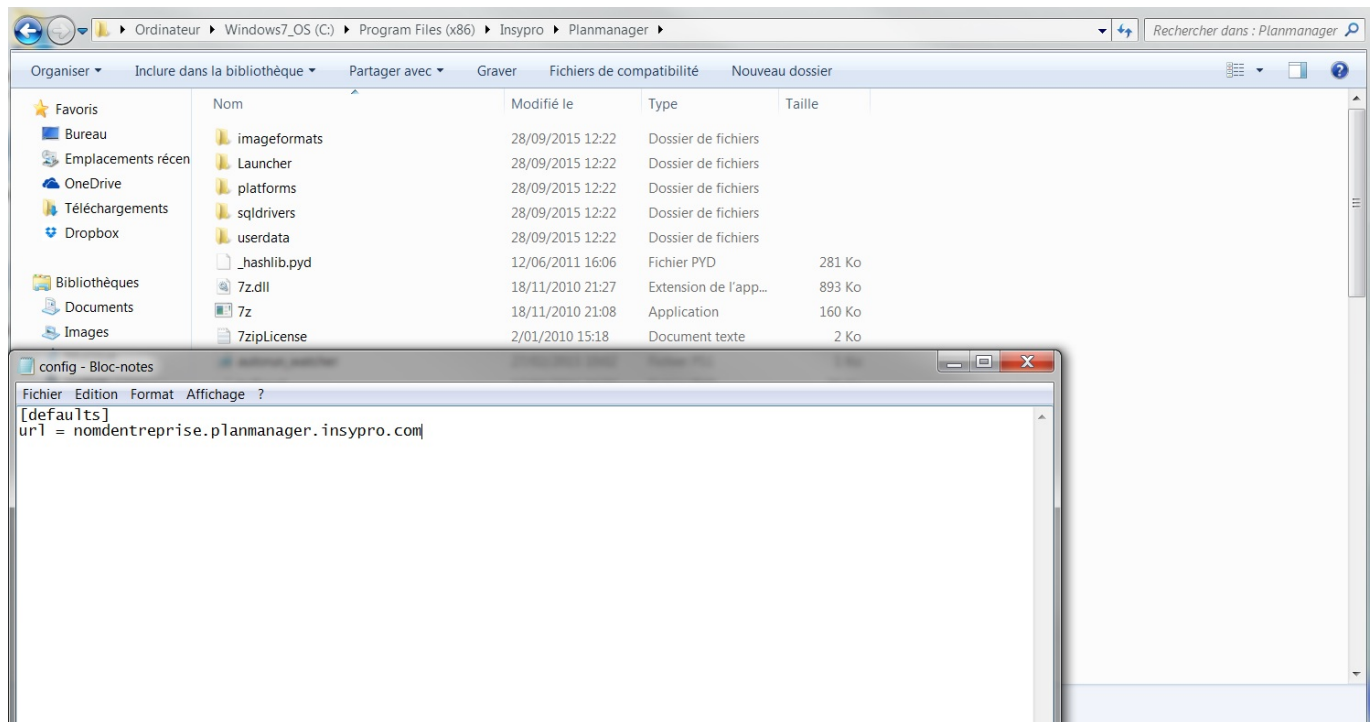 Ordinateur Windows7_OS (C:) Program Files (x86) Insypro Planmanager Rechercher dans : Planmanager
Organiser Inclure dans la bibliothèque Partager avec Graver Fichiers de compatibilité Nouveau dossier
Favoris
Bureau
Emplacements récen
OneDrive
Téléchargements
Dropbox
Bibliothèques
Documents
Images
Nom Modifié le Type Taille
imageformats 28/09/2015 12:22 Dossier de fichiers
Launcher 28/09/2015 12:22 Dossier de fichiers
platforms 28/09/2015 12:22 Dossier de fichiers
sqldrivers 28/09/2015 12:22 Dossier de fichiers
userdata 28/09/2015 12:22 Dossier de fichiers
_hashlib.pyd 12/06/2011 16:06 Fichier PYD 281 Ko
7z.dll 18/11/2010 21:27 Extension de l'app... 893 Ko
7z 18/11/2010 21:08 Application 160 Ko
7zipLicense 2/01/2010 15:18 Document texte 2 Ko
config - Bloc-notes
Fichier Edition Format Affichage ?
[defaults]
url = nomdentreprise.planmanager.insypro.com